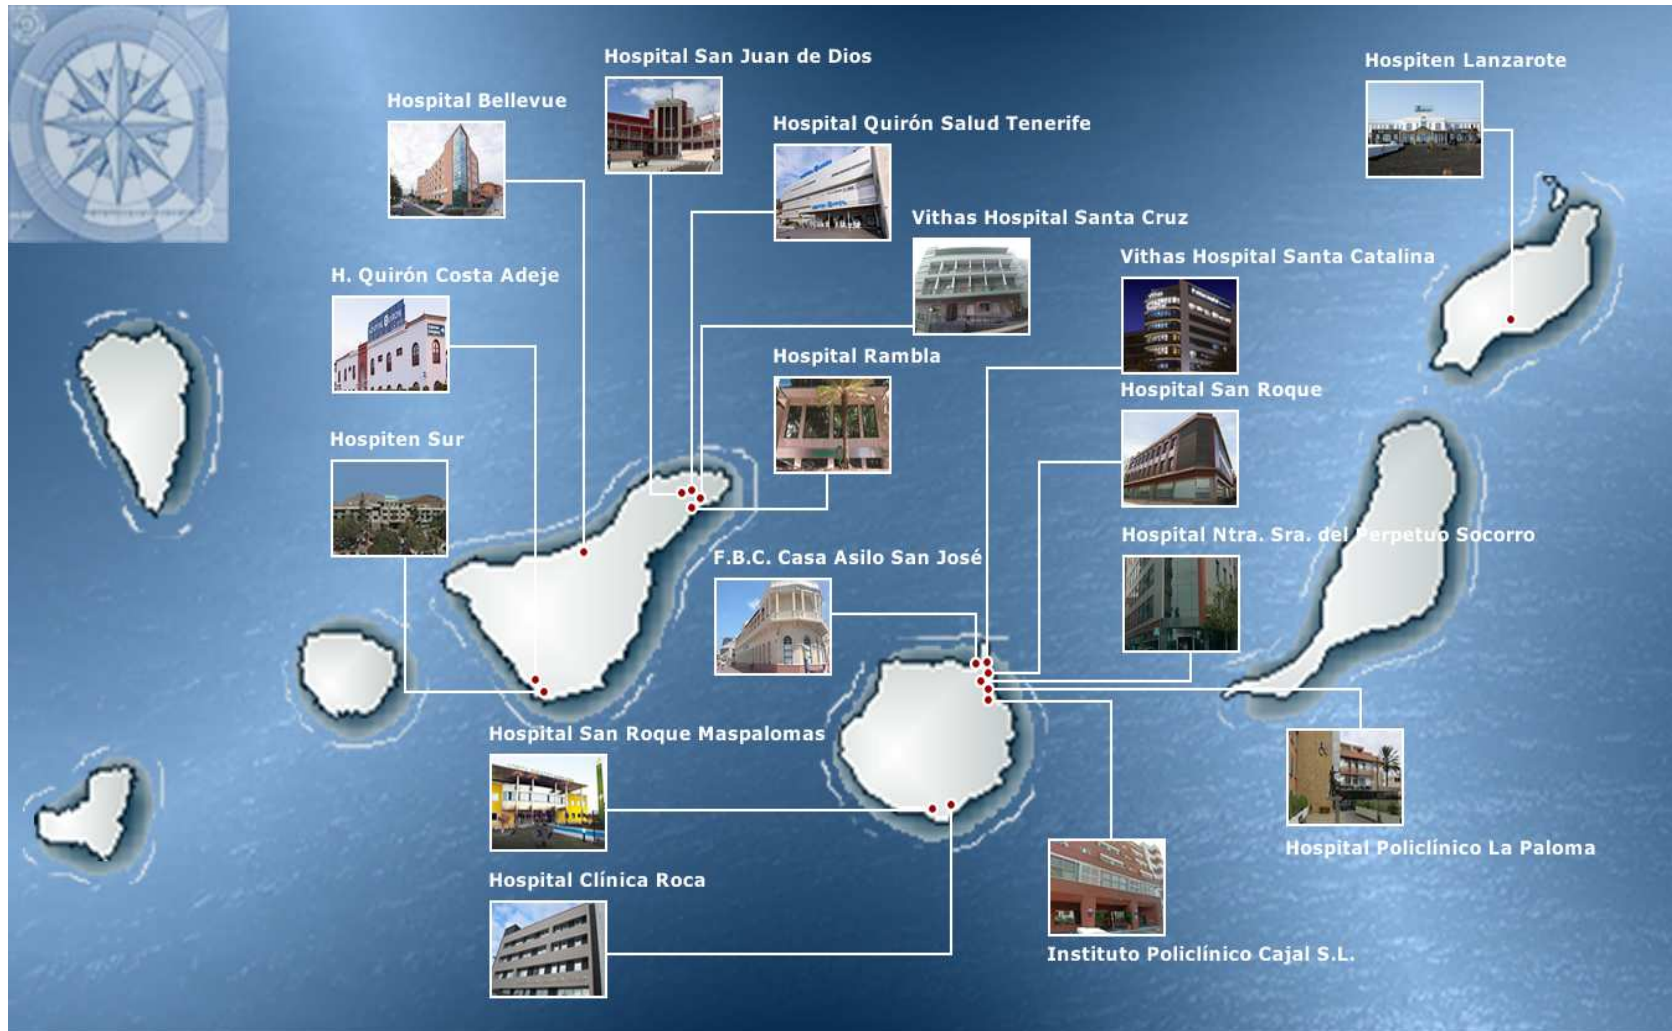 Hospital San Juan de Dios
Hospiten Lanzarote
Hospital Bellevue
Hospital Quirón Salud Tenerife
Vithas Hospital Santa Cruz
Vithas Hospital Santa Catalina
H. Quirón Costa Adeje
Hospital Rambla
Hospital San Roque
Hospiten Sur
Hospital Ntra. Sra. del Perpetuo Socorro
F.B.C. Casa Asilo San José
Hospital San Roque Maspalomas
Hospital Policlínico La Paloma
Hospital Clínica Roca
Instituto Policlínico Cajal S.L.